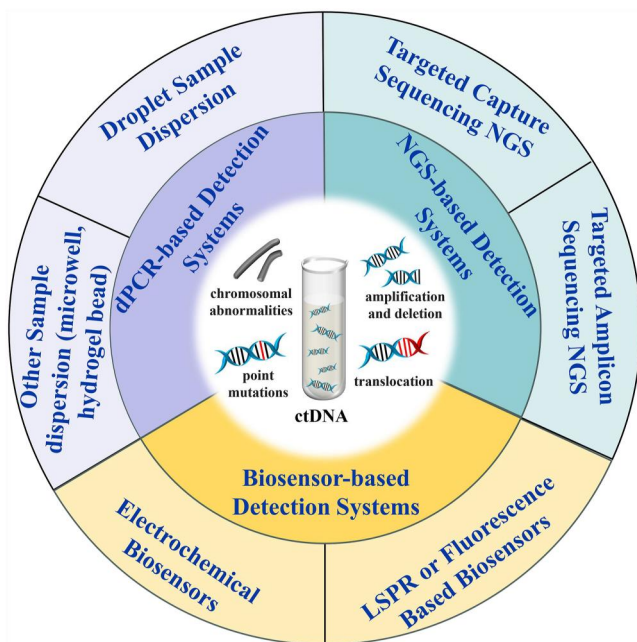 Droplet Sample
Dispersion
Targeted Capture
Sequencing NGS
dPCR-based Detection
Systems
NGS-based Detection
Systems
Other Sample
dispersion (microwell,
hydrogel bead)
Targeted Amplicon
Sequencing NGS
chromosomal
abnormalities
amplification
and deletion
point
mutations
translocation
ctDNA
Biosensor-based
Detection Systems
Electrochemical
Biosensors
LSPR or Fluorescence
Based Biosensors